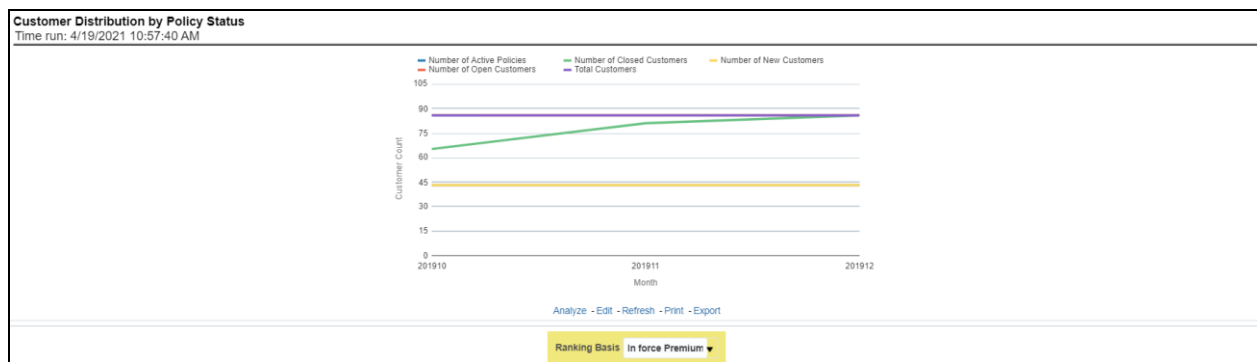 Customer Distribution by Policy Status
Time run: 4/19/2021 10:57:40 AM
Number of Active Policies Number of Closed Customers Number of New Customers
Number of Open Customers Total Customers
105
90
75
60
45
30
15
0
Customer Count
201910 201911 201912
Month
Analyze - Edit - Refresh - Print - Export
Ranking Basis In force Premium